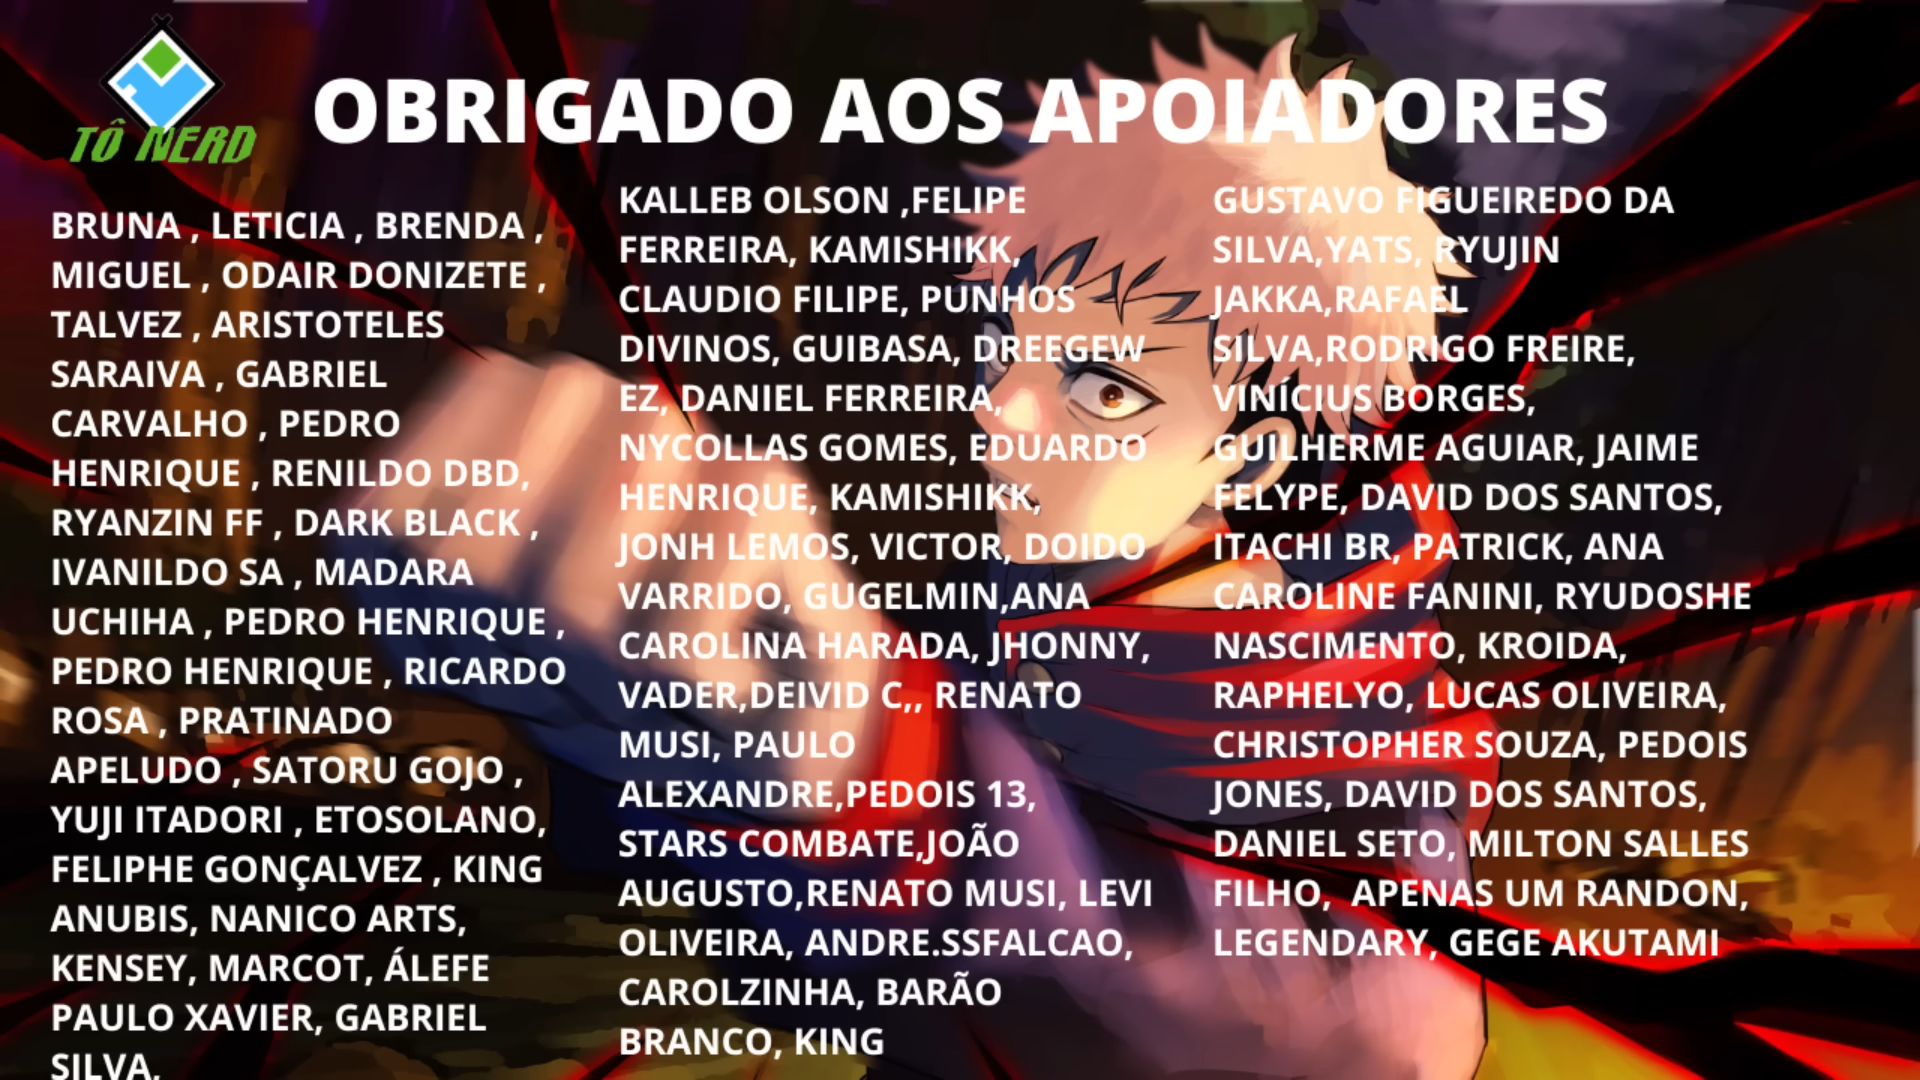 TÔ NERD
OBRIGADO AOS APOIADORES
BRUNA , LETICIA , BRENDA ,
MIGUEL , ODAIR DONIZETE ,
TALVEZ , ARISTOTELES
SARAIVA , GABRIEL
CARVALHO , PEDRO
HENRIQUE , RENILDO DBD,
RYANZIN FF , DARK BLACK ,
IVANILDO SA , MADARA
UCHIHA , PEDRO HENRIQUE ,
PEDRO HENRIQUE , RICARDO
ROSA , PRATINADO
APELUDO , SATORU GOJO ,
YUJI ITADORI , ETOSOLANO,
FELIPHE GONÇALVEZ , KING
ANUBIS, NANICO ARTS,
KENSEY, MARCOT, ÁLEFE
PAULO XAVIER, GABRIEL
SILVA,
KALLEB OLSON ,FELIPE
FERREIRA, KAMISHIKK,
CLAUDIO FILIPE, PUNHOS
DIVINOS, GUIBASA, DREEGEW
EZ, DANIEL FERREIRA,
NYCOLLAS GOMES, EDUARDO
HENRIQUE, KAMISHIKK,
JONH LEMOS, VICTOR, DOIDO
VARRIDO, GUGELMIN,ANA
CAROLINA HARADA, JHONNY,
VADER,DEIVID C,, RENATO
MUSI, PAULO
ALEXANDRE,PEDOIS 13,
STARS COMBATE,JOÃO
AUGUSTO,RENATO MUSI, LEVI
OLIVEIRA, ANDRE.SSFALCAO,
CAROLZINHA, BARÃO
BRANCO, KING
GUSTAVO FIGUEIREDO DA
SILVA,YATS, RYUJIN
JAKKA,RAFAEL
SILVA,RODRIGO FREIRE,
VINÍCIUS BORGES,
GUILHERME AGUIAR, JAIME
FELYPE, DAVID DOS SANTOS,
ITACHI BR, PATRICK, ANA
CAROLINE FANINI, RYUDOSHE
NASCIMENTO, KROIDA,
RAPHELYO, LUCAS OLIVEIRA,
CHRISTOPHER SOUZA, PEDOIS
JONES, DAVID DOS SANTOS,
DANIEL SETO, MILTON SALLES
FILHO,  APENAS UM RANDON,
LEGENDARY, GEGE AKUTAMI